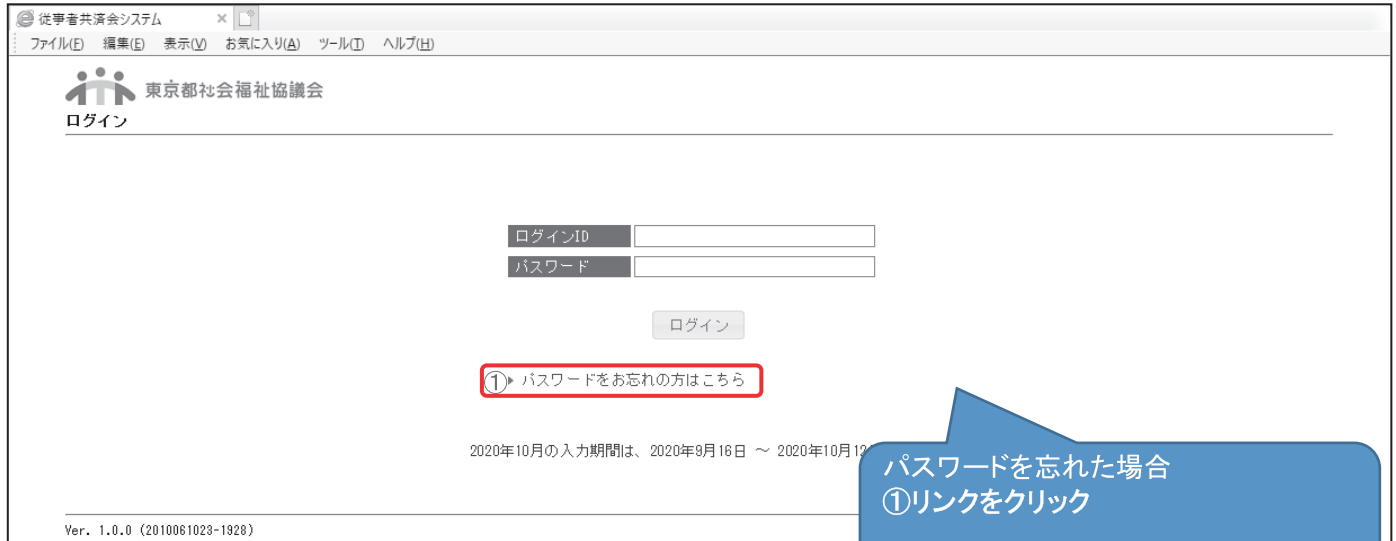 従事者共済会システム
ファイル(F) 編集(E) 表示(V) お気に入り(A) ツール(T) ヘルプ(H)
東京都社会福祉協議会
ログイン
ログインID
パスワード
ログイン
① パスワードをお忘れの方はこちら
2020年10月の入力期間は、2020年9月16日 ～ 2020年10月12
パスワードを忘れた場合
①リンクをクリック
Ver. 1.0.0 (2010061023-1928)